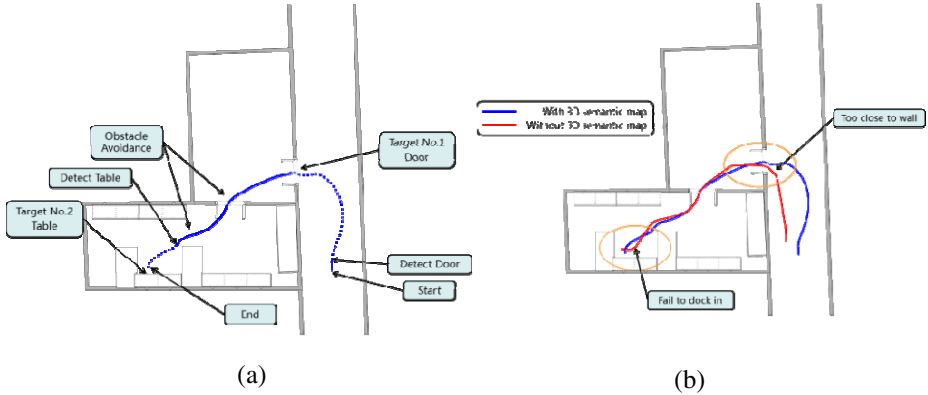 Obstacle
Avoidance
Target No.1
Door
Detect Table
Target No.2
Table
Detect Door
Start
End
(a)
With 3D semantic map
Without 3D semantic map
Too close to wall
Fail to dock in
(b)